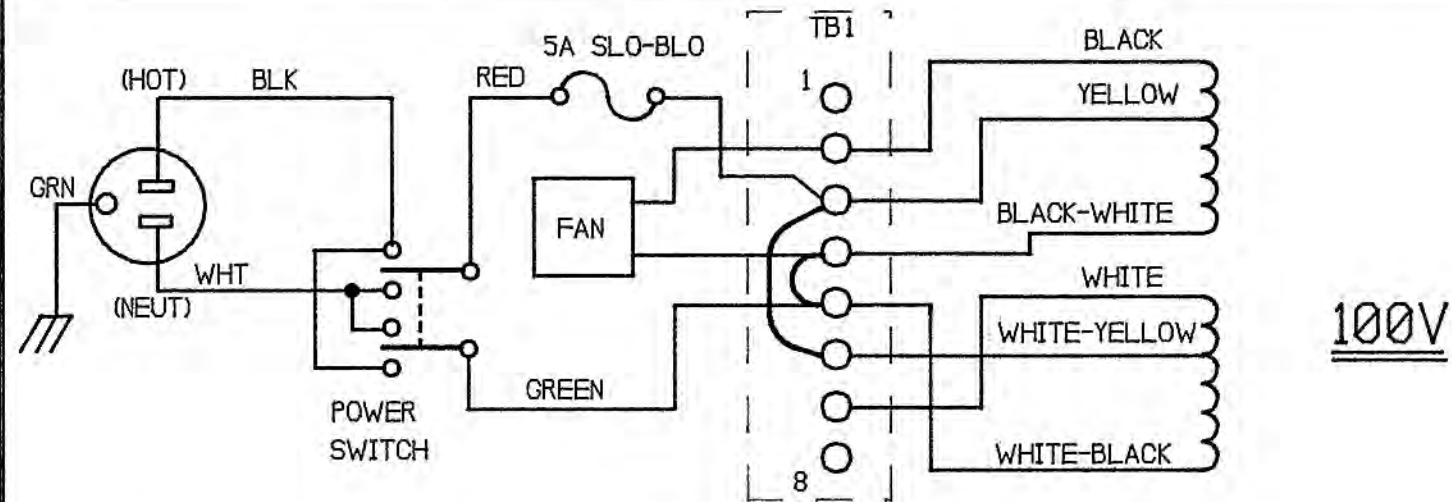 TB1
5A SLO-BLO
BLACK
(HOT) BLK
RED
1
YELLOW
GRN
FAN
BLACK-WHITE
WHT
WHITE
(NEUT)
WHITE-YELLOW
100V
GREEN
POWER
SWITCH
WHITE-BLACK
8